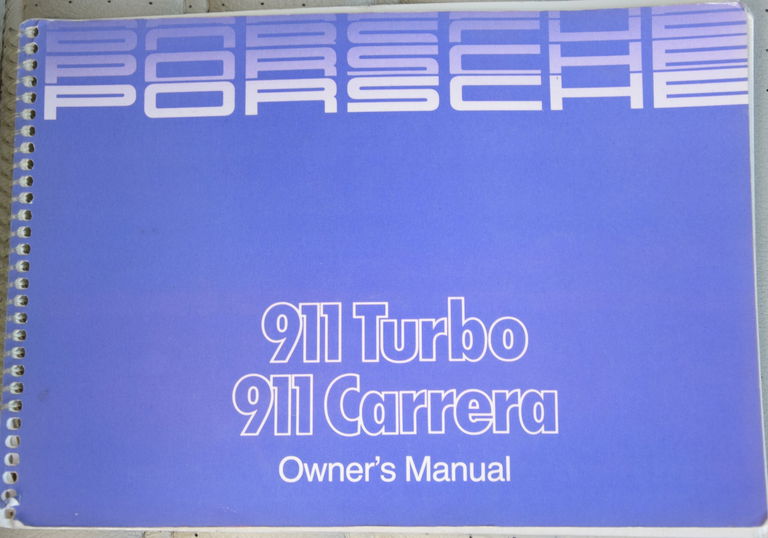 PORSCHE
PORSCHE
PORSCHE
911 Turbo
911 Carrera
Owner's Manual